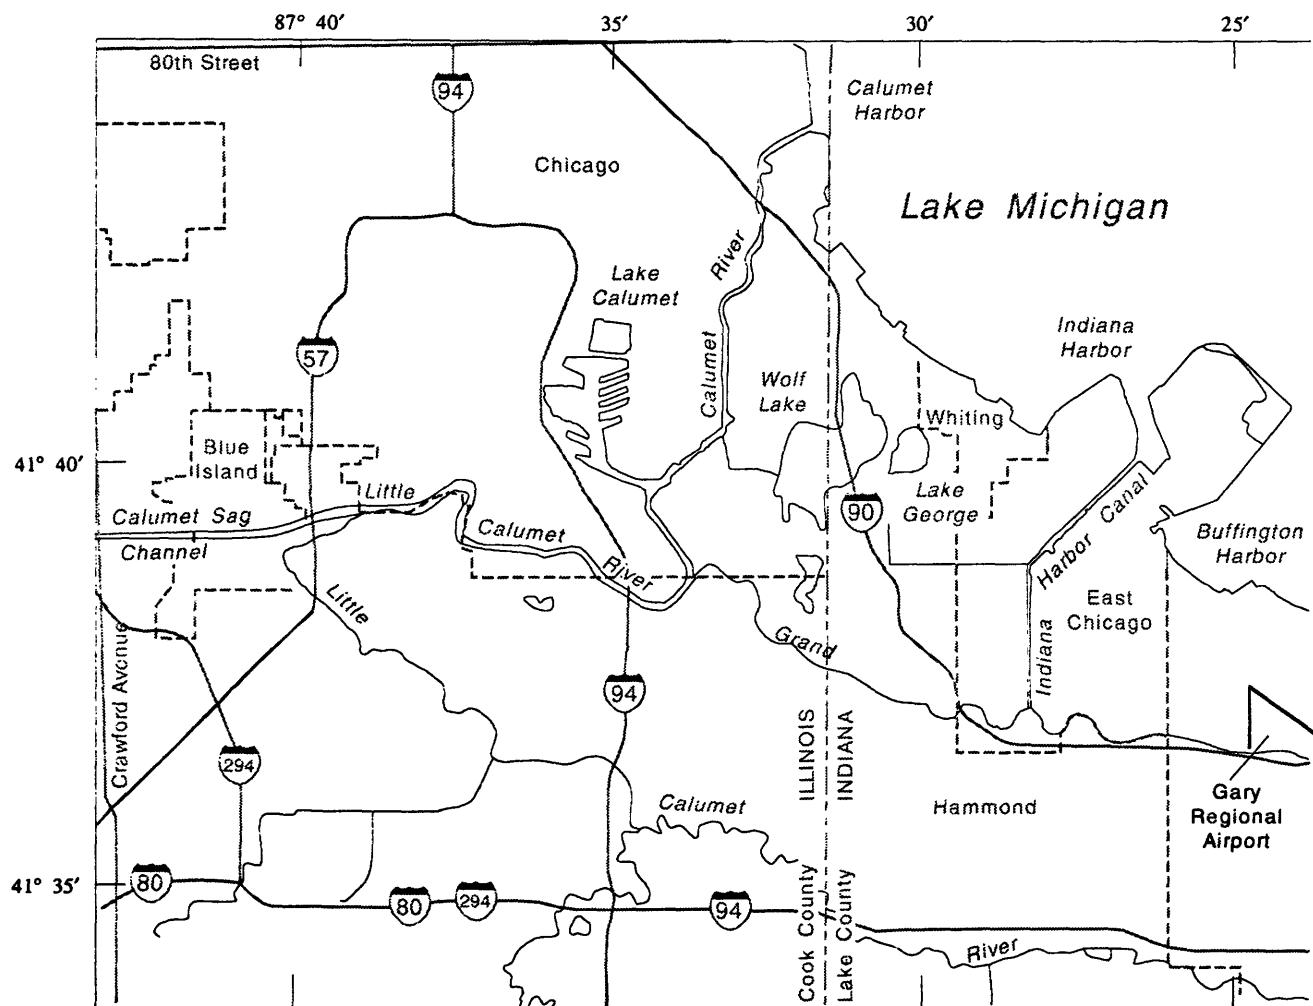 87° 40′
35′
30′
25′
80th Street
94
Calumet
Harbor
Chicago
Lake Michigan
River
Lake
Calumet
Indiana
Harbor
57
Calumet
Wolf
Lake
Whiting
Blue
Island
41° 40′
Little
Lake
George
Canal
Calumet Sag
90
Calumet
Channel
Buffington
Harbor
Harbor
River
Little
East
Chicago
Grand
Indiana
Crawford Avenue
94
ILLINOIS
INDIANA
294
Calumet
Hammond
Gary
Regional
Airport
41° 35′
80
80
294
94
Cook County
Lake County
River